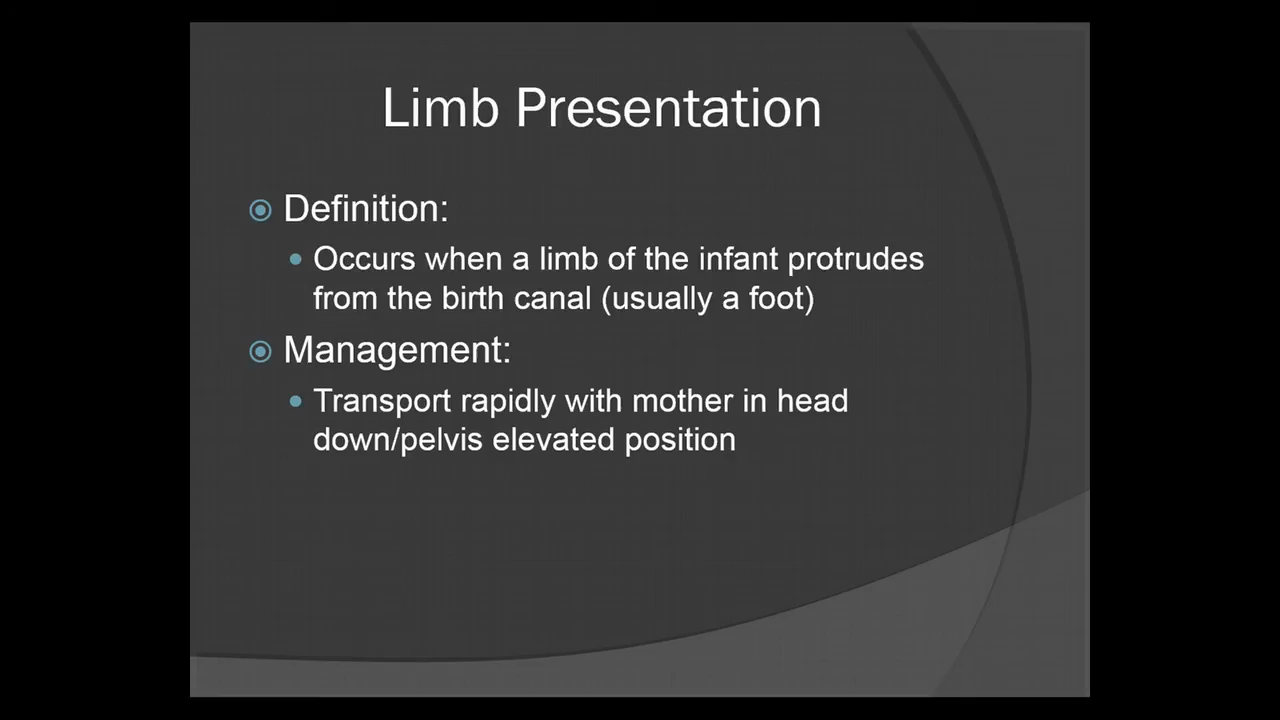 Limb Presentation
Definition:
Occurs when a limb of the infant protrudes
from the birth canal (usually a foot)
Management:
Transport rapidly with mother in head
down/pelvis elevated position